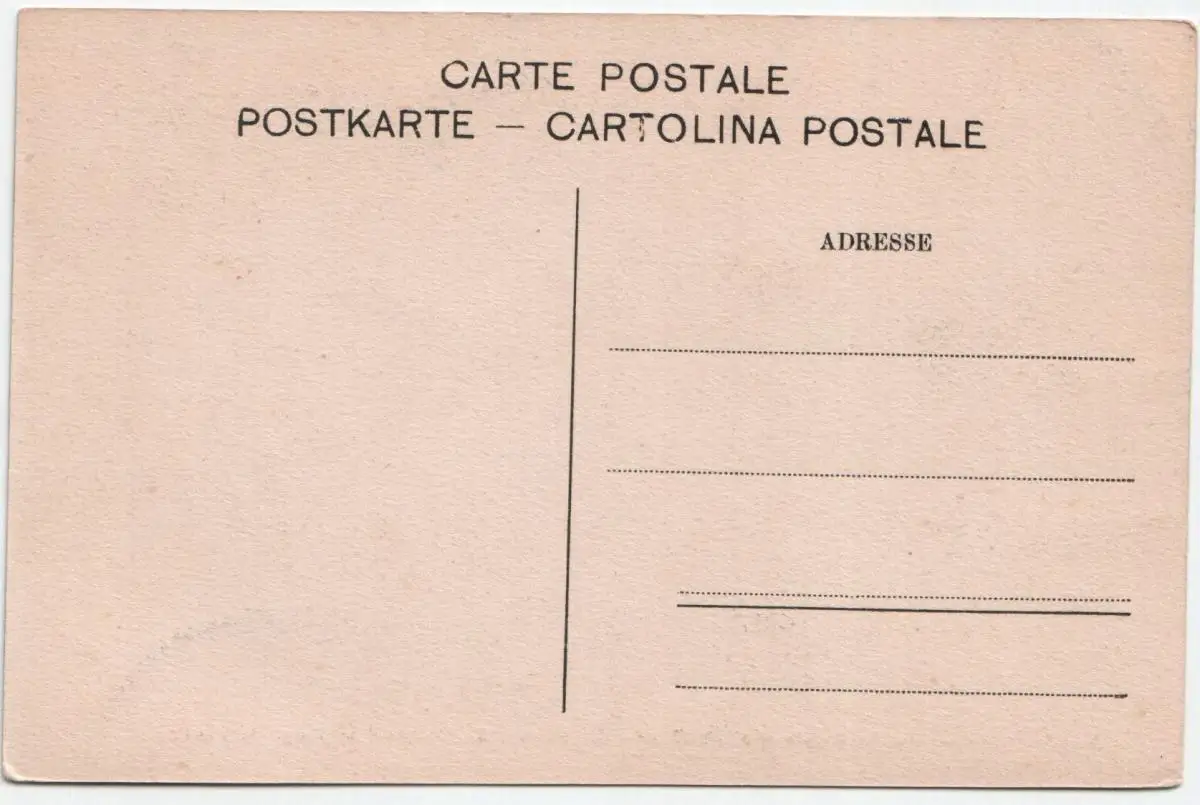 CARTE POSTALE
POSTKARTE — CARTOLINA POSTALE
ADRESSE